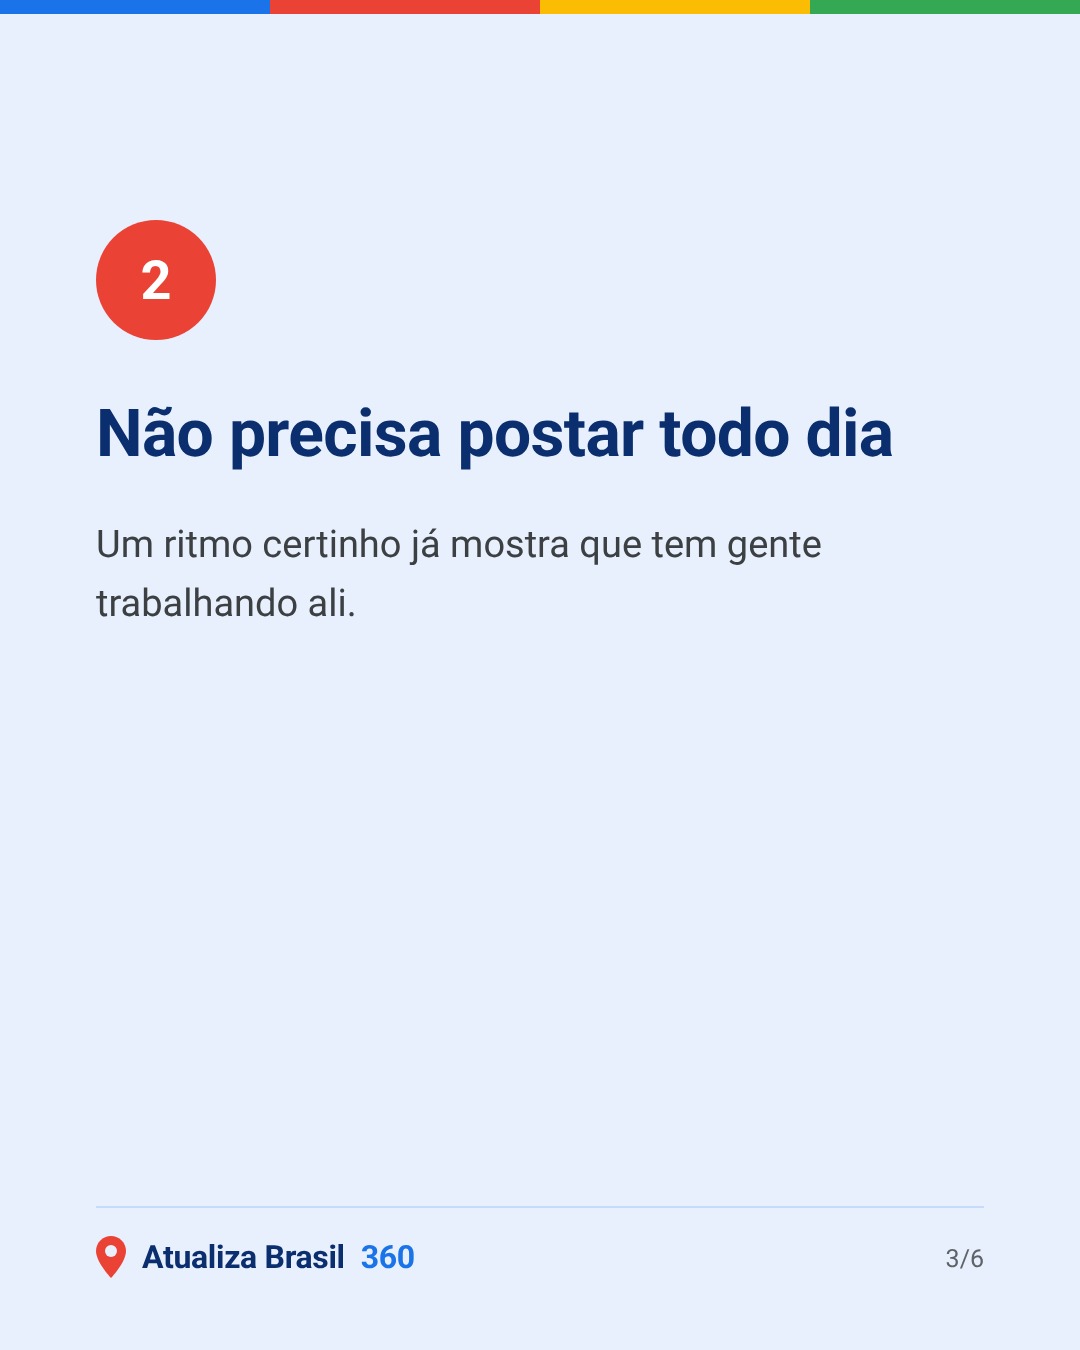 2
Não precisa postar todo dia
Um ritmo certinho já mostra que tem gente
trabalhando ali.
Atualiza Brasil 360
3/6